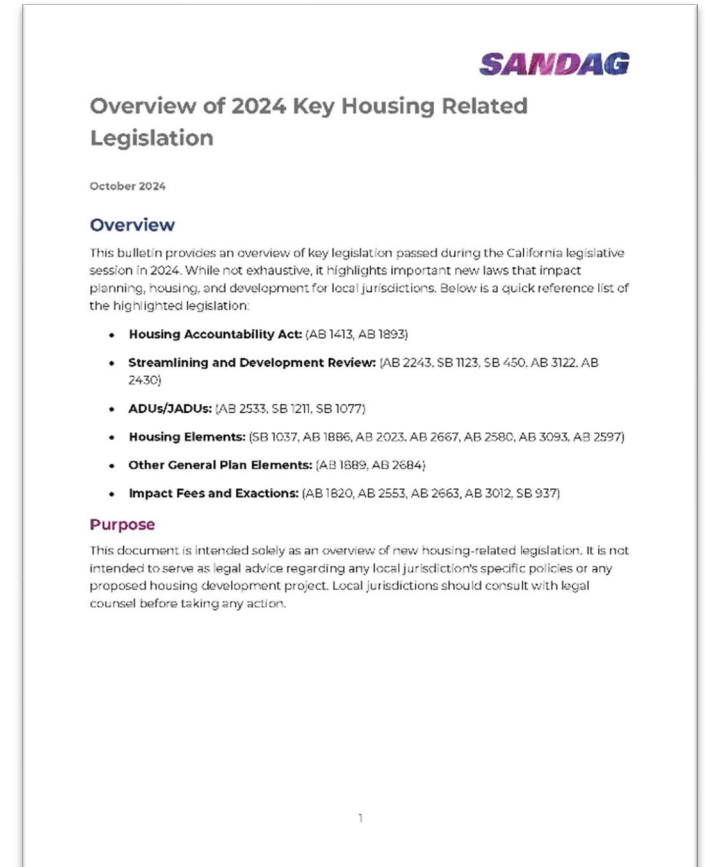 SANDAG
Overview of 2024 Key Housing Related
Legislation
October 2024
Overview
This bulletin provides an overview of key legislation passed during the California legislative
session in 2024. While not exhaustive, it highlights important new laws that impact
planning, housing, and development for local jurisdictions. Below is a quick reference list of
the highlighted legislation:
• Housing Accountability Act: (AB 1413, AB 1893)
• Streamlining and Development Review: (AB 2243, SB 1123, SB 450, AB 3122, AB
2430)
• ADUs/JADUs: (AB 2533, SB 1211, SB 1077)
• Housing Elements: (SB 1037, AB 1886, AB 2023, AB 2667, AB 2580, AB 3093, AB 2597)
• Other General Plan Elements: (AB 1889, AB 2684)
• Impact Fees and Exactions: (AB 1820, AB 2553, AB 2663, AB 3012, SB 937)
Purpose
This document is intended solely as an overview of new housing-related legislation. It is not
intended to serve as legal advice regarding any local jurisdiction's specific policies or any
proposed housing development project. Local jurisdictions should consult with legal
counsel before taking any action.
1